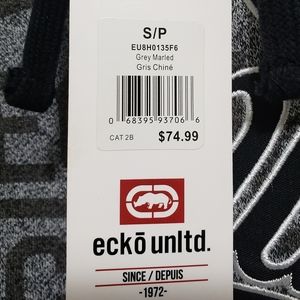 S/P
EU8H0135F6
Grey Marled
Gris Chiné
0 68395 93706 6
CAT 2B
$74.99
eckō unltd.
SINCE / DEPUIS
-1972-